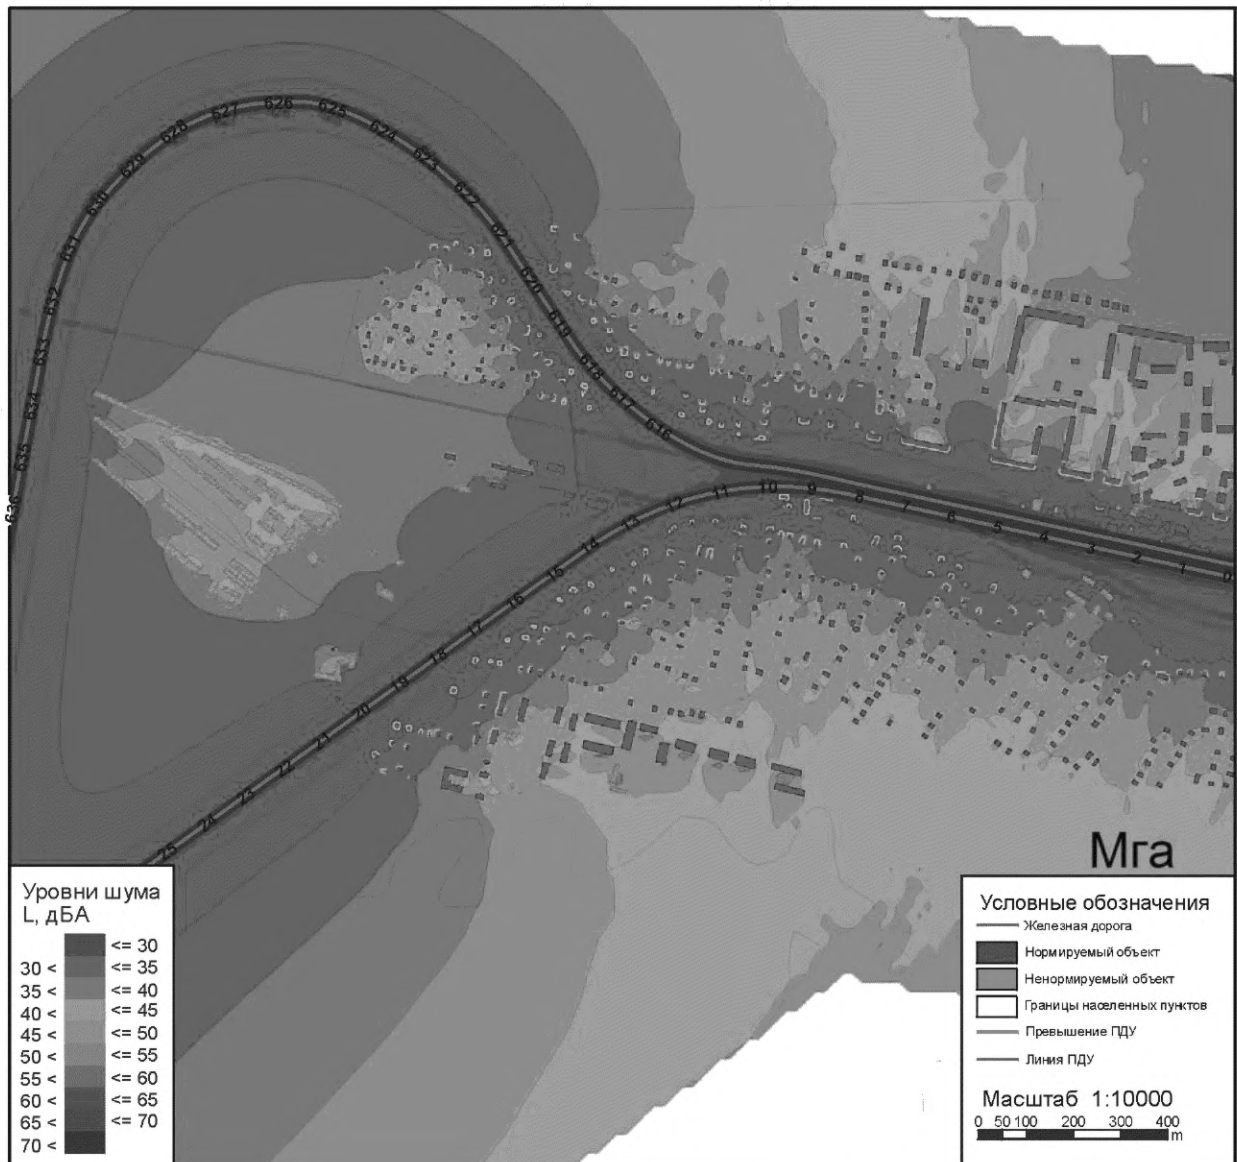 626
627
625
628
624
629
623
630
622
631
621
620
632
619
633
618
634
617
616
635
636
10
9
11
8
12
7
13
6
14
5
4
3
15
2
1
0
16
17
18
19
20
21
22
23
24
25
Мга
Уровни шума
L, дБА
<= 30
30 < <= 35
35 < <= 40
40 < <= 45
45 < <= 50
50 < <= 55
55 < <= 60
60 < <= 65
65 < <= 70
70 <
Условные обозначения
Железная дорога
Нормируемый объект
Ненормируемый объект
Границы населенных пунктов
Превышение ПДУ
Линия ПДУ
Масштаб 1:10000
0 50 100 200 300 400
m